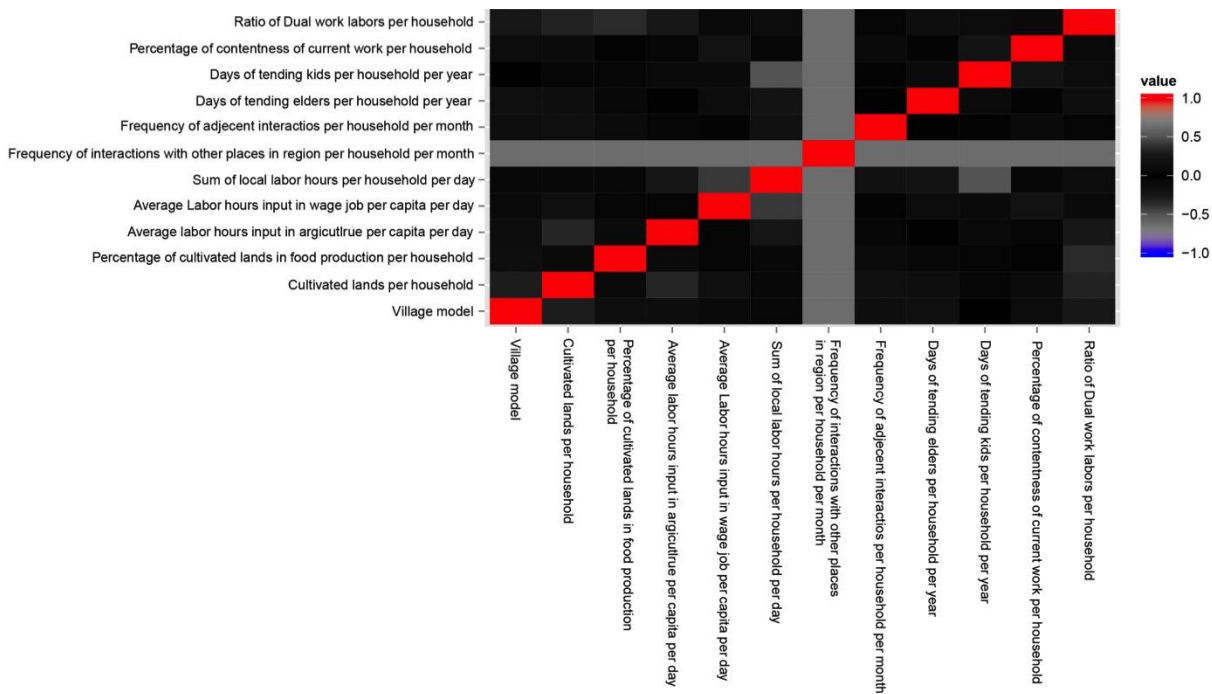 Ratio of Dual work labors per household
Percentage of contentness of current work per household
Days of tending kids per household per year
Days of tending elders per household per year
Frequency of adjecent interactios per household per month
Frequency of interactions with other places in region per household per month
Sum of local labor hours per household per day
Average Labor hours input in wage job per capita per day
Average labor hours input in argicutlrue per capita per day
Percentage of cultivated lands in food production per household
Cultivated lands per household
Village model
value
1.0
0.5
0.0
−0.5
−1.0
Village model
Cultivated lands per household
Percentage of cultivated lands in food production
per household
Average labor hours input in argicutlrue per capita per day
Average Labor hours input in wage job per capita per day
Sum of local labor hours per household per day
Frequency of interactions with other places
in region per household per month
Frequency of adjecent interactios per household per month
Days of tending elders per household per year
Days of tending kids per household per year
Percentage of contentness of current work per household
Ratio of Dual work labors per household